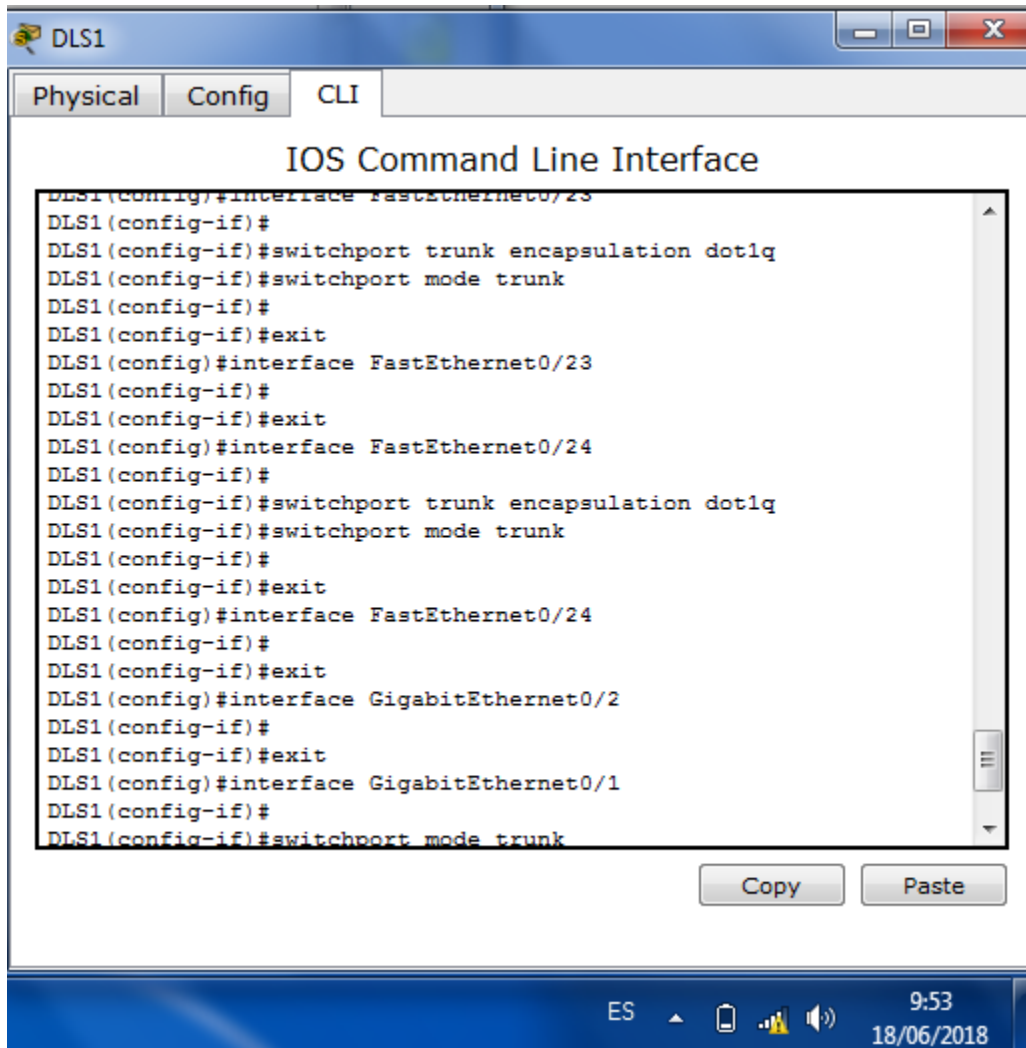 DLS1
Physical Config CLI
IOS Command Line Interface
DLS1(config)#interface FastEthernet0/23
DLS1(config-if)#
DLS1(config-if)#switchport trunk encapsulation dot1q
DLS1(config-if)#switchport mode trunk
DLS1(config-if)#
DLS1(config-if)#exit
DLS1(config)#interface FastEthernet0/23
DLS1(config-if)#
DLS1(config-if)#exit
DLS1(config)#interface FastEthernet0/24
DLS1(config-if)#
DLS1(config-if)#switchport trunk encapsulation dot1q
DLS1(config-if)#switchport mode trunk
DLS1(config-if)#
DLS1(config-if)#exit
DLS1(config)#interface FastEthernet0/24
DLS1(config-if)#
DLS1(config-if)#exit
DLS1(config)#interface GigabitEthernet0/2
DLS1(config-if)#
DLS1(config-if)#exit
DLS1(config)#interface GigabitEthernet0/1
DLS1(config-if)#
DLS1(config-if)#switchport mode trunk
Copy Paste
ES 9:53
18/06/2018